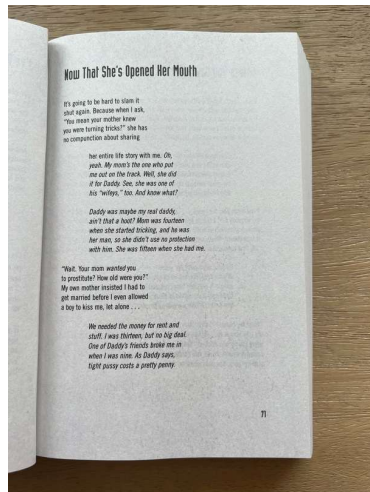 Now That She's Opened Her Mouth
It's going to be hard to slam it
shut again. Because when I ask,
"You mean your mother knew
you were turning tricks?" she has
no compunction about sharing
her entire life story with me. Oh,
yeah. My mom's the one who put
me out on the track. Well, she did
it for Daddy. See, she was one of
his "wifeys," too. And know what?
Daddy was maybe my real daddy,
ain't that a hoot? Mom was fourteen
when she started tricking, and he was
her man, so she didn't use no protection
with him. She was fifteen when she had me.
"Wait. Your mom wanted you
to prostitute? How old were you?"
My own mother insisted I had to
get married before I even allowed
a boy to kiss me, let alone . . .
We needed the money for rent and
stuff. I was thirteen, but no big deal.
One of Daddy's friends broke me in
when I was nine. As Daddy says,
tight pussy costs a pretty penny.
71